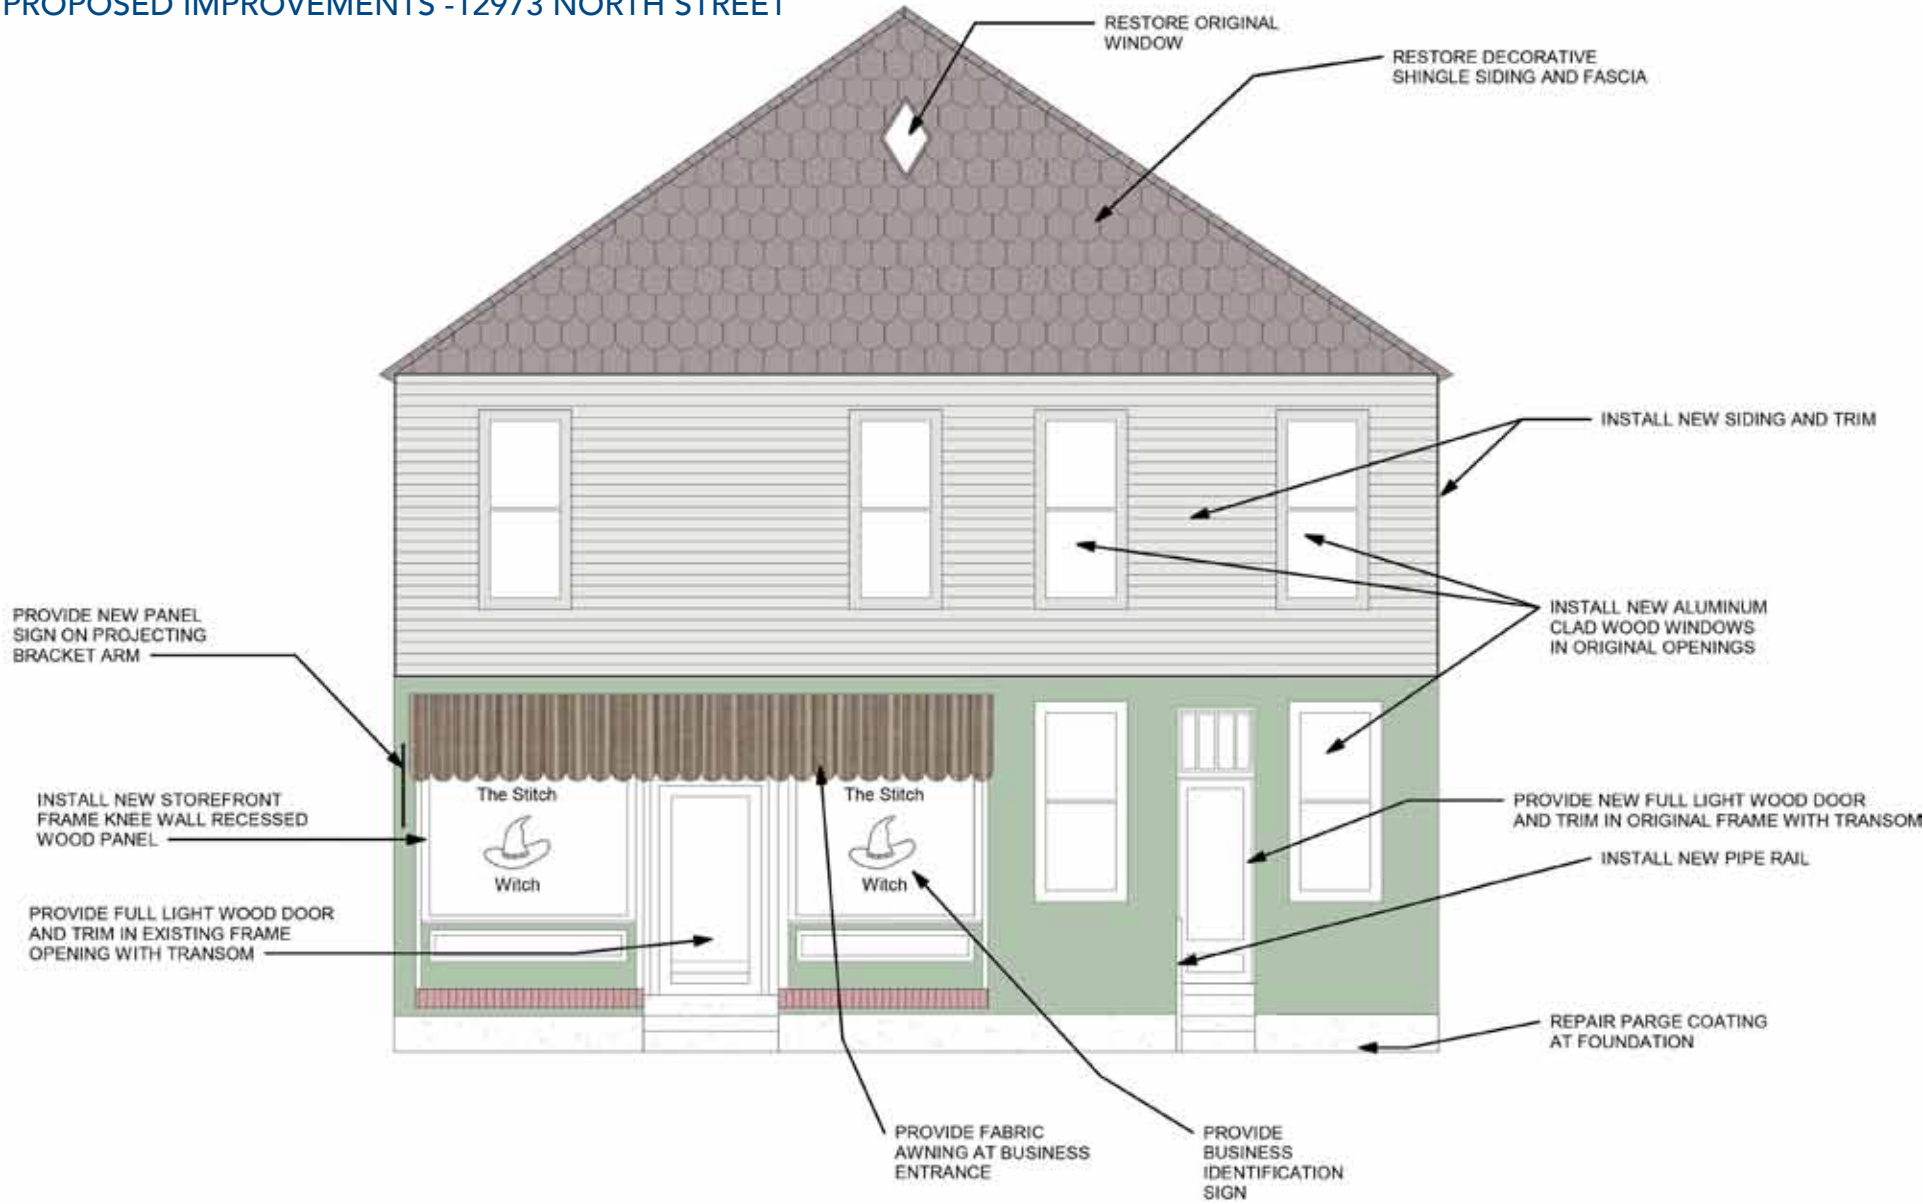 PROPOSED IMPROVEMENTS -12973 NORTH STREET
RESTORE ORIGINAL
WINDOW
RESTORE DECORATIVE
SHINGLE SIDING AND FASCIA
INSTALL NEW SIDING AND TRIM
INSTALL NEW ALUMINUM
CLAD WOOD WINDOWS
IN ORIGINAL OPENINGS
PROVIDE NEW PANEL
SIGN ON PROJECTING
BRACKET ARM
INSTALL NEW STOREFRONT
FRAME KNEE WALL RECESSED
WOOD PANEL
PROVIDE FULL LIGHT WOOD DOOR
AND TRIM IN EXISTING FRAME
OPENING WITH TRANSOM
The Stitch
Witch
The Stitch
Witch
PROVIDE NEW FULL LIGHT WOOD DOOR
AND TRIM IN ORIGINAL FRAME WITH TRANSOM
INSTALL NEW PIPE RAIL
REPAIR PARGE COATING
AT FOUNDATION
PROVIDE FABRIC
AWNING AT BUSINESS
ENTRANCE
PROVIDE
BUSINESS
IDENTIFICATION
SIGN